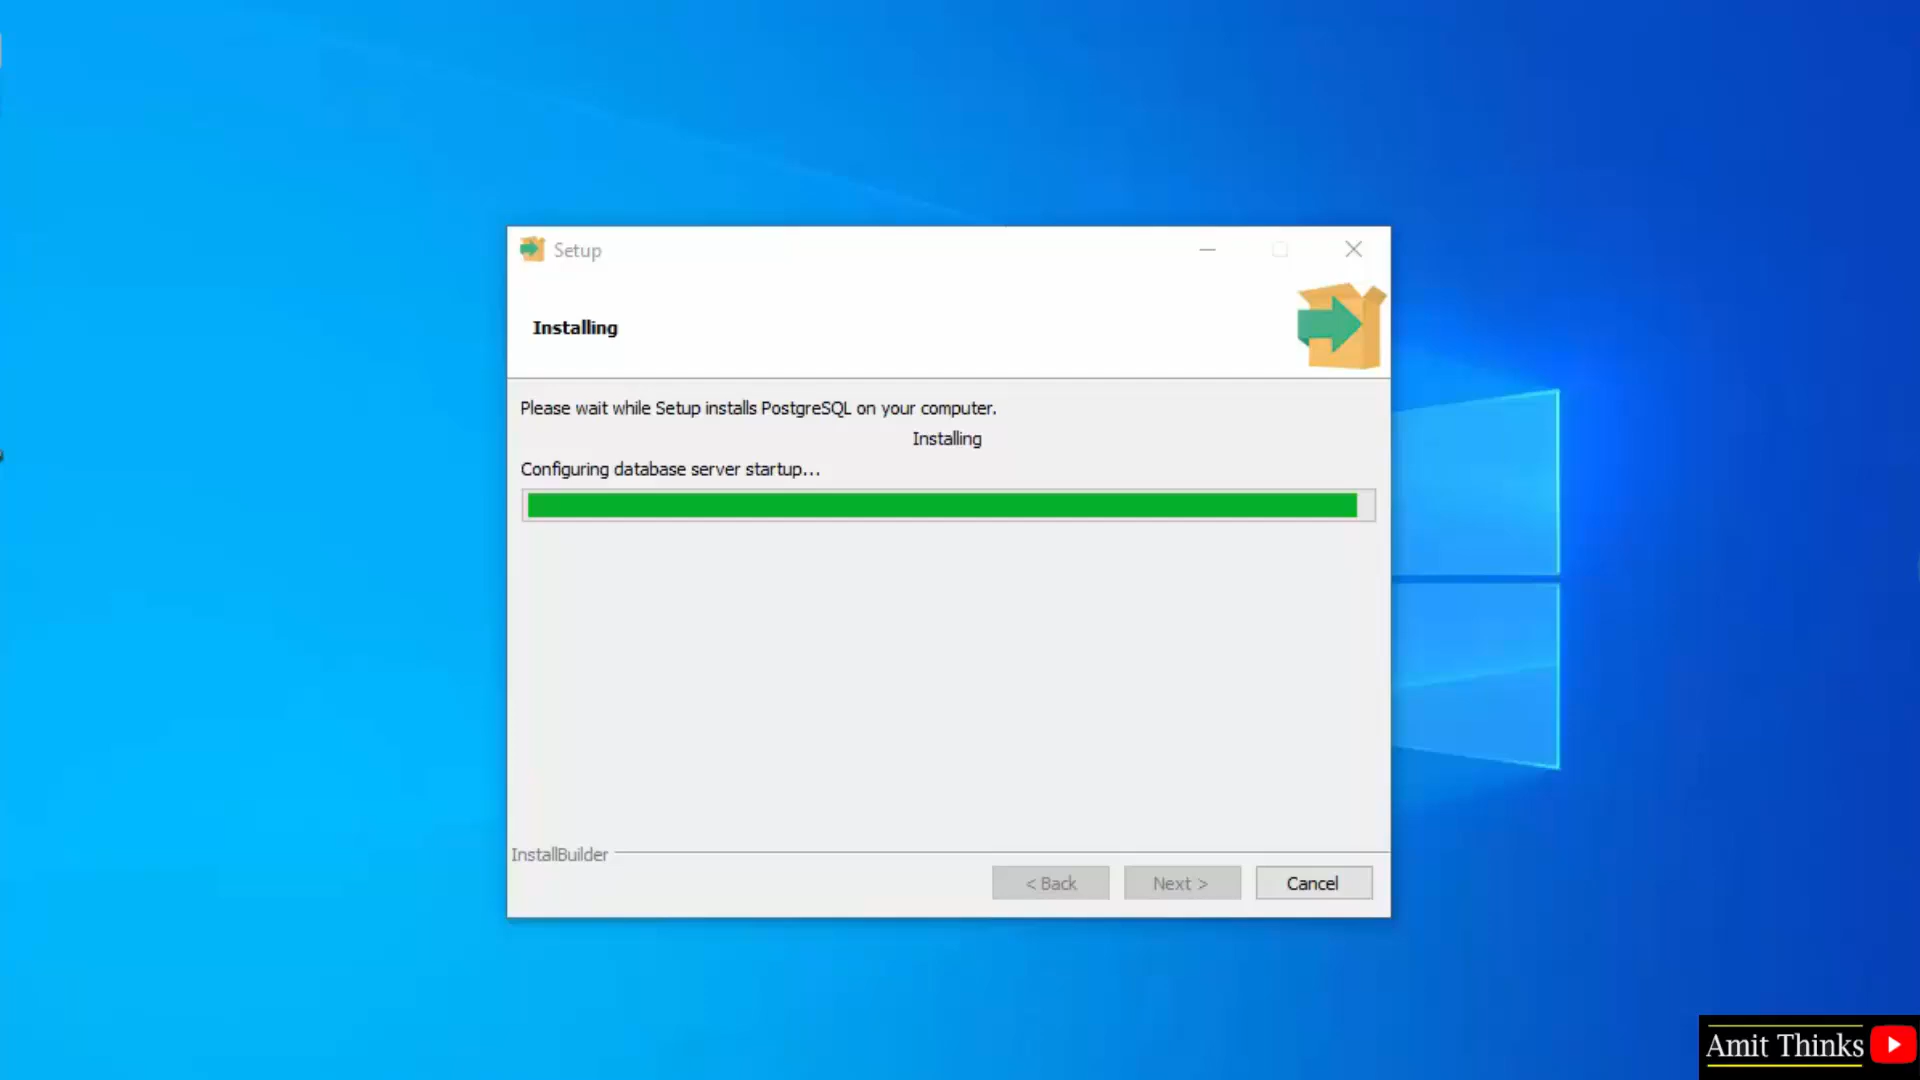 Setup
Installing
Please wait while Setup installs PostgreSQL on your computer.
Installing
Configuring database server startup...
InstallBuilder
< Back
Next >
Cancel
Amit Thinks